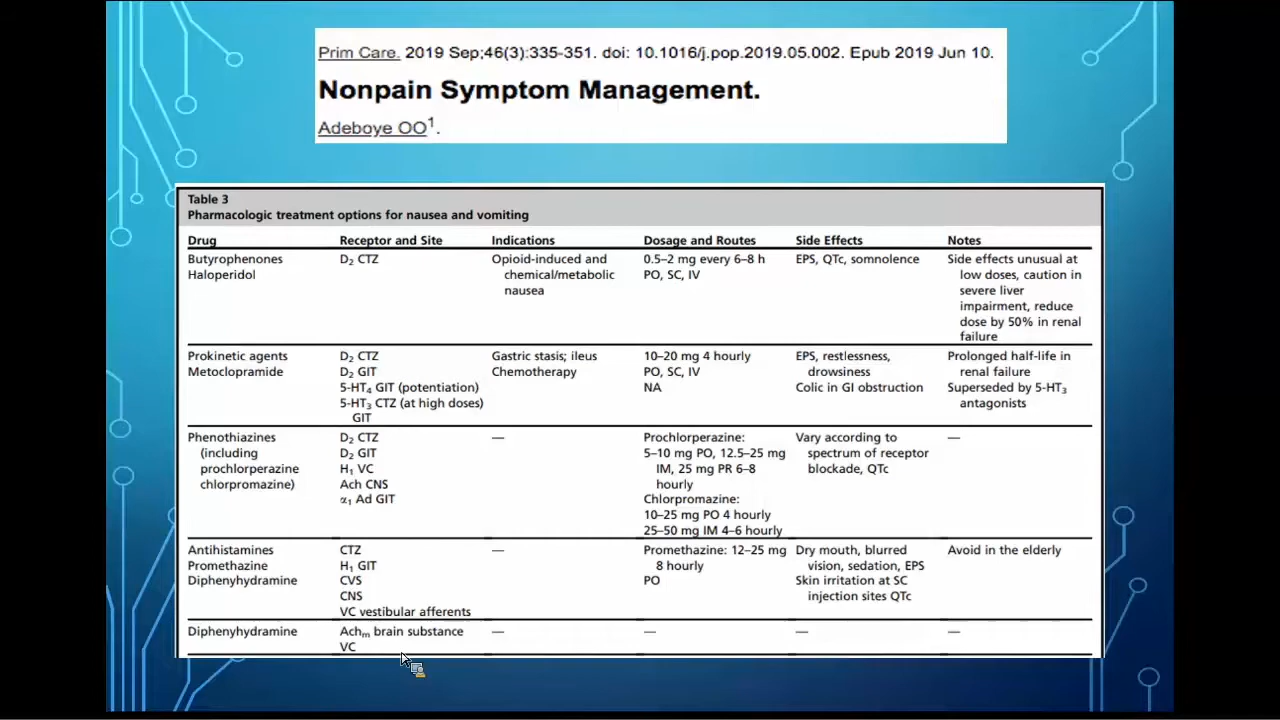 Prim Care. 2019 Sep;46(3):335-351. doi: 10.1016/j.pop.2019.05.002. Epub 2019 Jun 10.
Nonpain Symptom Management.
Adeboye OO1.
Table 3
Pharmacologic treatment options for nausea and vomiting
Drug Receptor and Site Indications Dosage and Routes Side Effects Notes
Butyrophenones D2 CTZ Opioid-induced and 0.5–2 mg every 6–8 h EPS, QTc, somnolence Side effects unusual at
Haloperidol chemical/metabolic PO, SC, IV low doses, caution in
nausea severe liver
impairment, reduce
dose by 50% in renal
failure
Prokinetic agents D2 CTZ Gastric stasis; ileus 10–20 mg 4 hourly EPS, restlessness, Prolonged half-life in
Metoclopramide D2 GIT Chemotherapy PO, SC, IV drowsiness renal failure
5-HT4 GIT (potentiation) NA Colic in GI obstruction Superseded by 5-HT3
5-HT3 CTZ (at high doses) antagonists
GIT
Phenothiazines D2 CTZ — Prochlorperazine: Vary according to —
(including D2 GIT 5–10 mg PO, 12.5–25 mg spectrum of receptor
prochlorperazine H1 VC IM, 25 mg PR 6–8 blockade, QTc
chlorpromazine) Ach CNS hourly
α1 Ad GIT Chlorpromazine:
10–25 mg PO 4 hourly
25–50 mg IM 4–6 hourly
Antihistamines CTZ — Promethazine: 12–25 mg Dry mouth, blurred Avoid in the elderly
Promethazine H1 GIT 8 hourly vision, sedation, EPS
Diphenyhydramine CVS PO Skin irritation at SC
CNS injection sites QTc
VC vestibular afferents
Diphenyhydramine Achm brain substance — — — —
VC